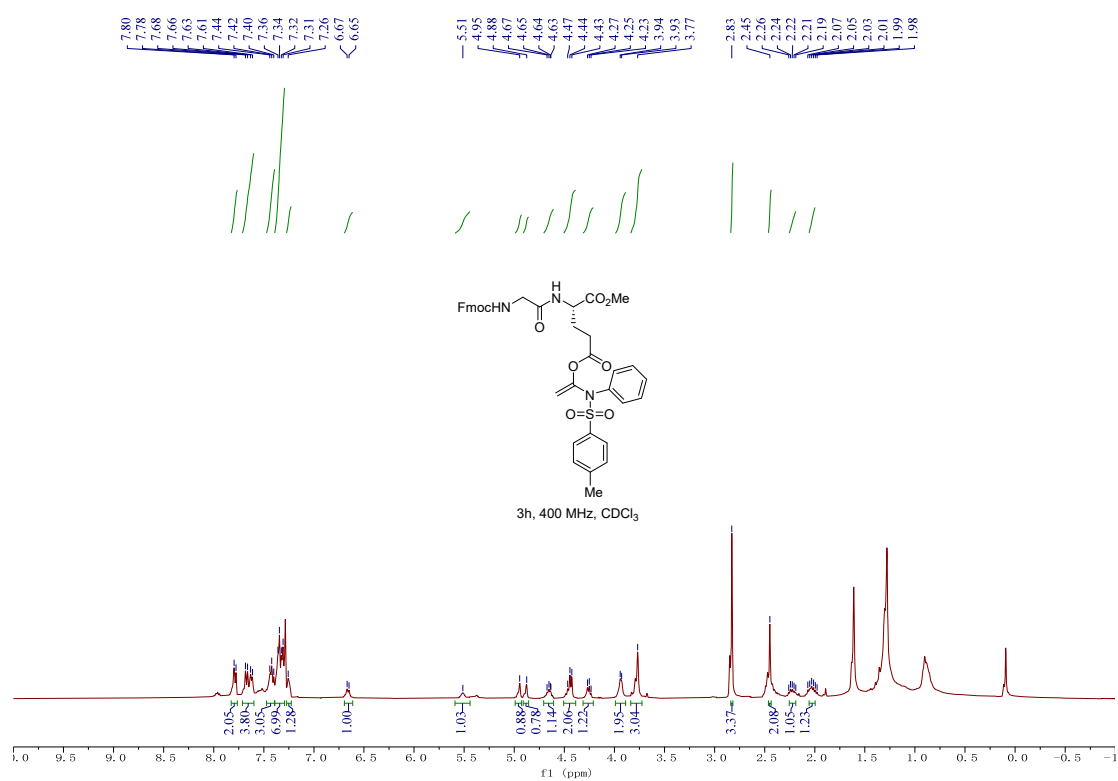 7.80 7.78 7.68 7.66 7.63 7.61 7.44 7.42 7.40 7.36 7.34 7.32 7.31 7.26 6.67 6.65 5.51 4.95 4.88 4.67 4.65 4.64 4.63 4.47 4.44 4.43 4.27 4.25 4.23 3.94 3.93 3.77 2.83 2.45 2.26 2.24 2.22 2.21 2.19 2.07 2.05 2.03 2.01 1.99 1.98
H
N
CO₂Me
FmocHN
O
O
O
N
O=S=O
Me
3h, 400 MHz, CDCl₃
2.05 3.80 3.05 6.99 1.28 1.00 1.03 0.88 0.78 1.14 2.06 1.22 1.95 3.04 3.37 2.08 1.05 1.23
9.5 9.0 8.5 8.0 7.5 7.0 6.5 6.0 5.5 5.0 4.5 4.0 3.5 3.0 2.5 2.0 1.5 1.0 0.5 0.0 -0.5
f1 (ppm)